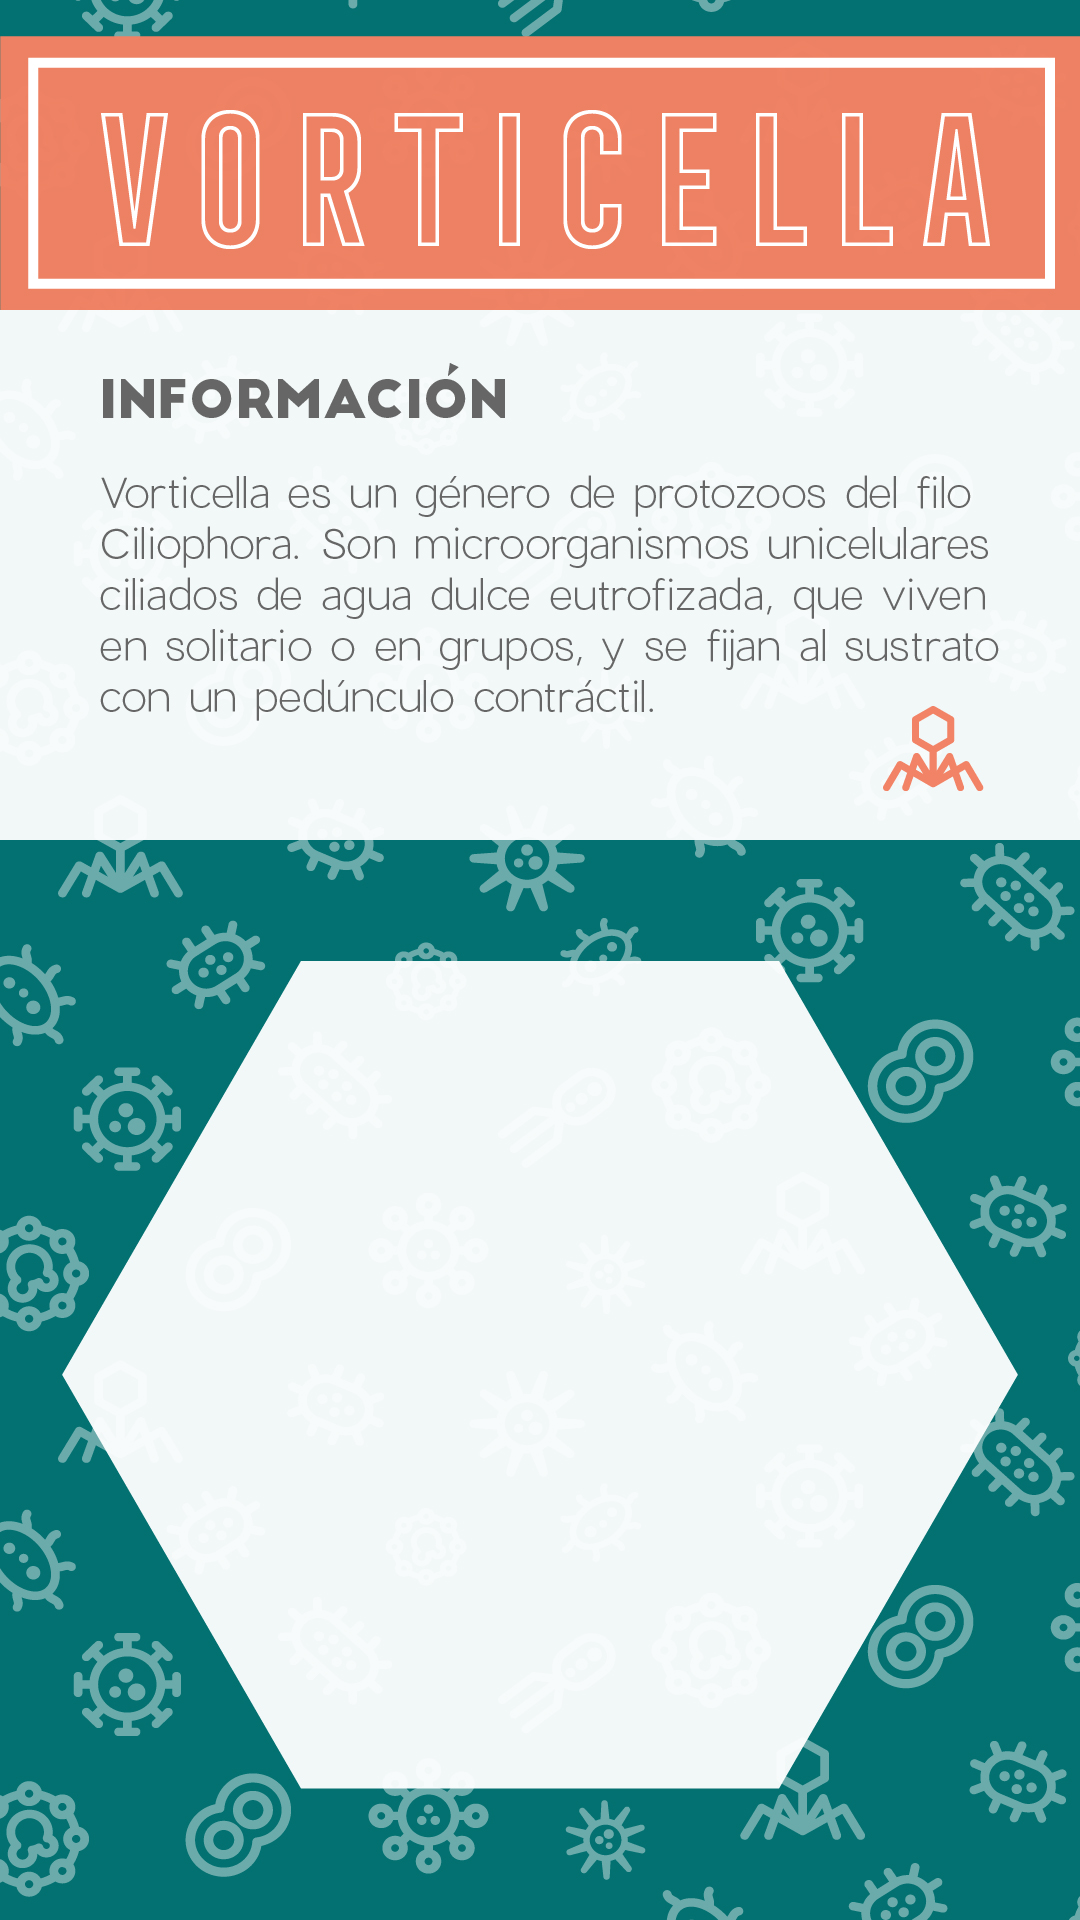 VORTICELLA
INFORMACIÓN
Vorticella es un género de protozoos del filo
Ciliophora. Son microorganismos unicelulares
ciliados de agua dulce eutrofizada, que viven
en solitario o en grupos, y se fijan al sustrato
con un pedúnculo contráctil.